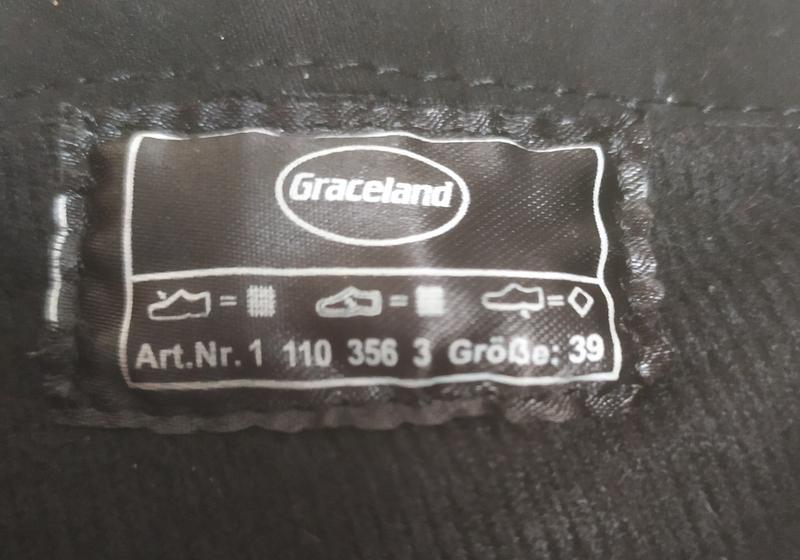 Graceland
= = =
Art.Nr. 1 110 356 3 Größe: 39